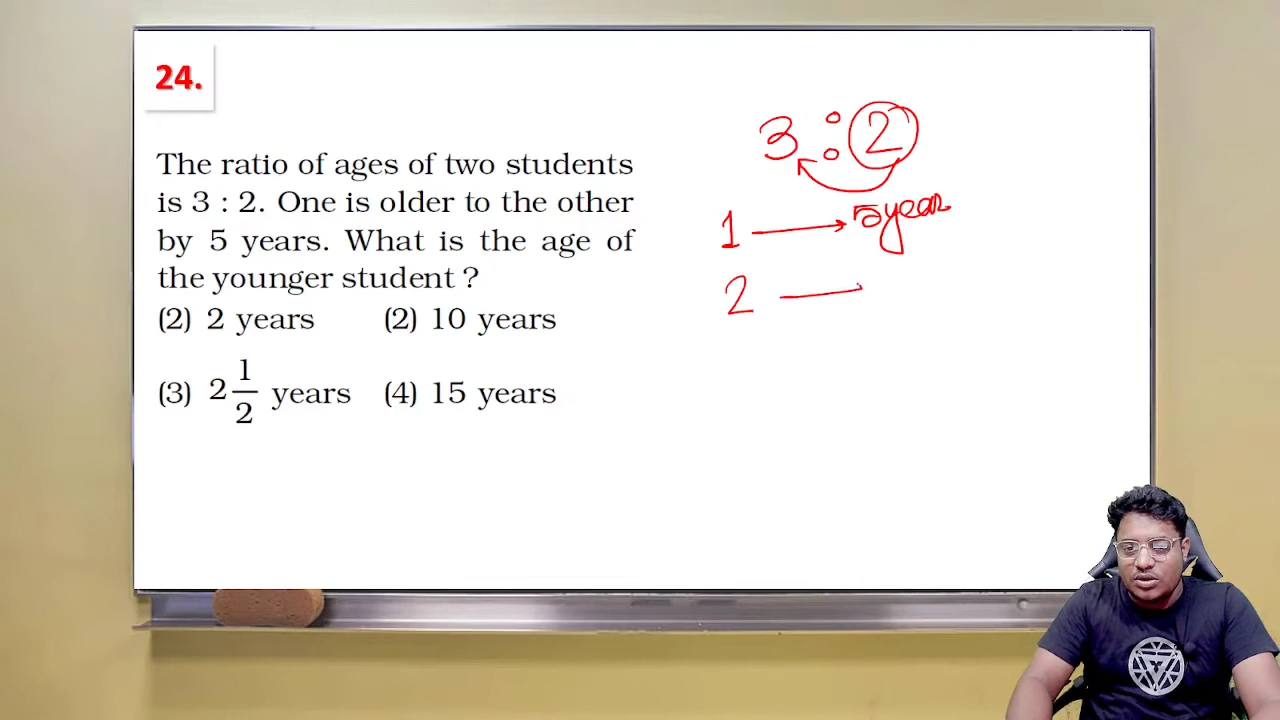 24.
The ratio of ages of two students
is 3 : 2. One is older to the other
by 5 years. What is the age of
the younger student ?
(2) 2 years (2) 10 years
(3) 2 1/2 years (4) 15 years
3 : 2
1 → 5 year
2 —